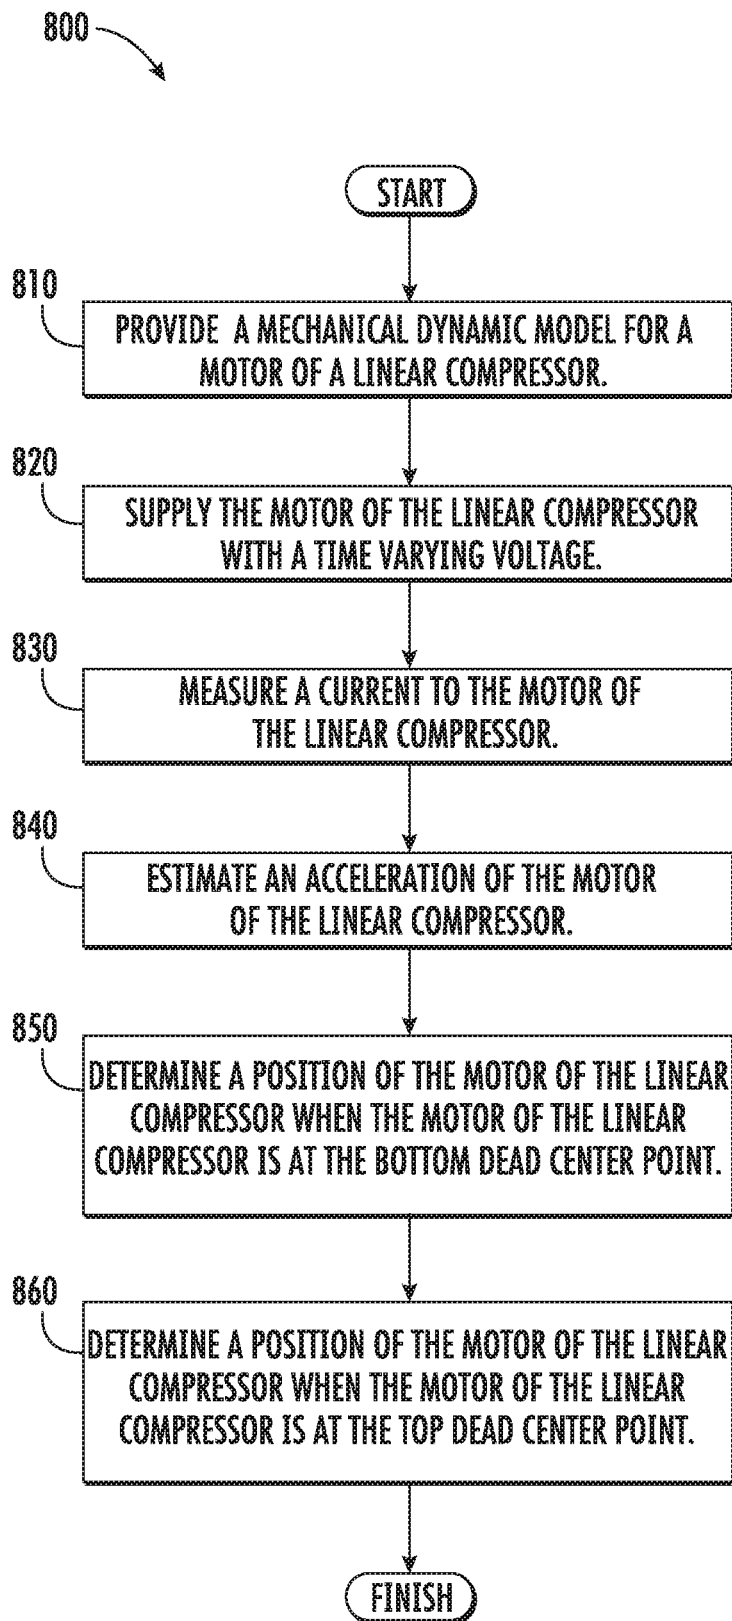 800
START
810
PROVIDE A MECHANICAL DYNAMIC MODEL FOR A
MOTOR OF A LINEAR COMPRESSOR.
820
SUPPLY THE MOTOR OF THE LINEAR COMPRESSOR
WITH A TIME VARYING VOLTAGE.
830
MEASURE A CURRENT TO THE MOTOR OF
THE LINEAR COMPRESSOR.
840
ESTIMATE AN ACCELERATION OF THE MOTOR
OF THE LINEAR COMPRESSOR.
850
DETERMINE A POSITION OF THE MOTOR OF THE LINEAR
COMPRESSOR WHEN THE MOTOR OF THE LINEAR
COMPRESSOR IS AT THE BOTTOM DEAD CENTER POINT.
860
DETERMINE A POSITION OF THE MOTOR OF THE LINEAR
COMPRESSOR WHEN THE MOTOR OF THE LINEAR
COMPRESSOR IS AT THE TOP DEAD CENTER POINT.
FINISH